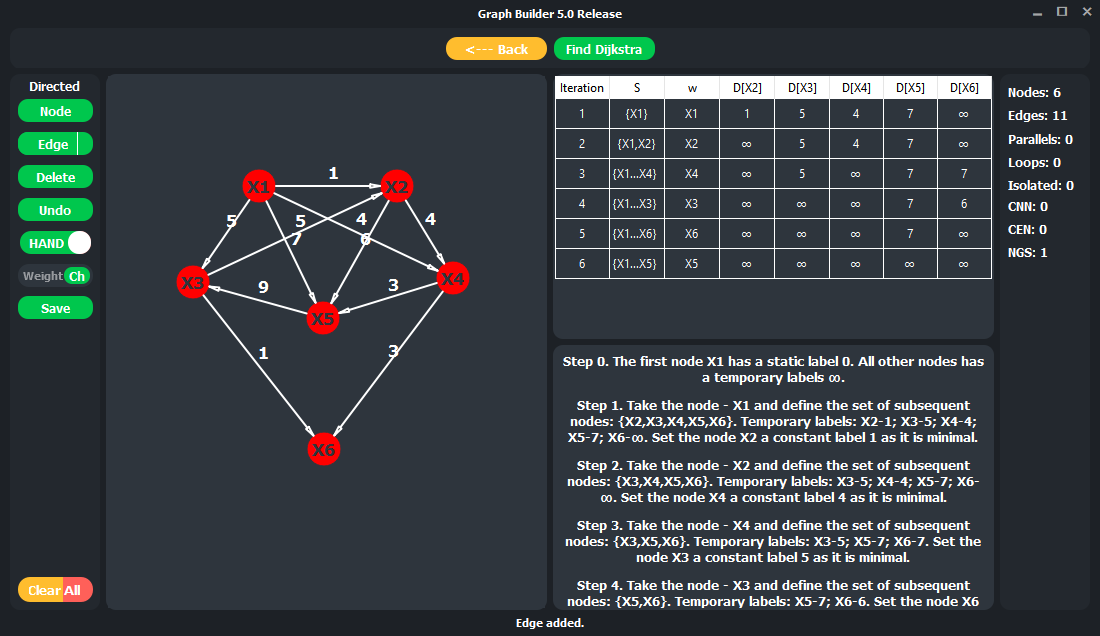 Graph Builder 5.0 Release
<--- Back Find Dijkstra
Directed
Node
Edge
Delete
Undo
HAND
Weight Ch
Save
Clear All
X1 1 X2
5 5 4 4
7 6
X3 X4
9 3
X5
1 3
X6
Iteration S w D[X2] D[X3] D[X4] D[X5] D[X6]
1 {X1} X1 1 5 4 7 ∞
2 {X1,X2} X2 ∞ 5 4 7 ∞
3 {X1...X4} X4 ∞ 5 ∞ 7 7
4 {X1...X3} X3 ∞ ∞ ∞ 7 6
5 {X1...X6} X6 ∞ ∞ ∞ 7 ∞
6 {X1...X5} X5 ∞ ∞ ∞ ∞ ∞
Step 0. The first node X1 has a static label 0. All other nodes has
a temporary labels ∞.
Step 1. Take the node - X1 and define the set of subsequent
nodes: {X2,X3,X4,X5,X6}. Temporary labels: X2-1; X3-5; X4-4;
X5-7; X6-∞. Set the node X2 a constant label 1 as it is minimal.
Step 2. Take the node - X2 and define the set of subsequent
nodes: {X3,X4,X5,X6}. Temporary labels: X3-5; X4-4; X5-7; X6-
∞. Set the node X4 a constant label 4 as it is minimal.
Step 3. Take the node - X4 and define the set of subsequent
nodes: {X3,X5,X6}. Temporary labels: X3-5; X5-7; X6-7. Set the
node X3 a constant label 5 as it is minimal.
Step 4. Take the node - X3 and define the set of subsequent
nodes: {X5,X6}. Temporary labels: X5-7; X6-6. Set the node X6
Nodes: 6
Edges: 11
Parallels: 0
Loops: 0
Isolated: 0
CNN: 0
CEN: 0
NGS: 1
Edge added.